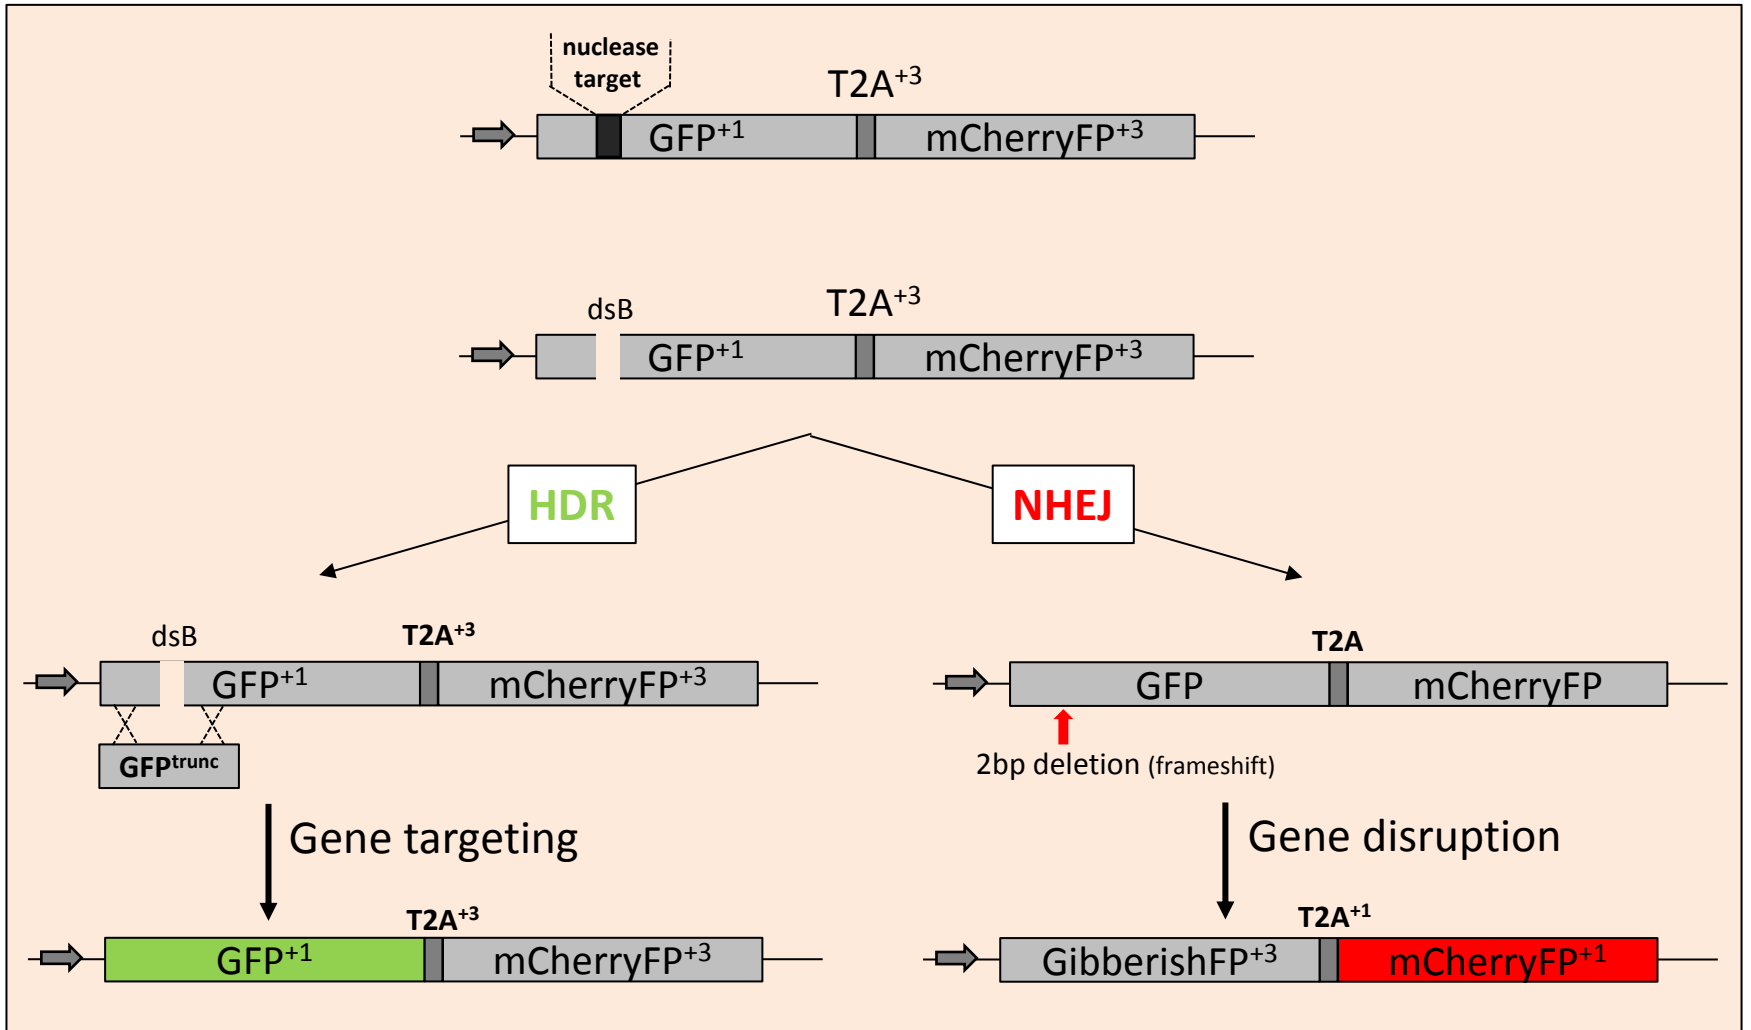 nuclease
target
T2A⁺³
GFP⁺¹ mCherryFP⁺³
dsB
T2A⁺³
GFP⁺¹ mCherryFP⁺³
HDR
NHEJ
dsB
T2A⁺³
GFP⁺¹ mCherryFP⁺³
GFPᵗʳᵘⁿᶜ
Gene targeting
T2A⁺³
GFP⁺¹ mCherryFP⁺³
T2A
GFP mCherryFP
2bp deletion (frameshift)
Gene disruption
T2A⁺¹
GibberishFP⁺³ mCherryFP⁺¹